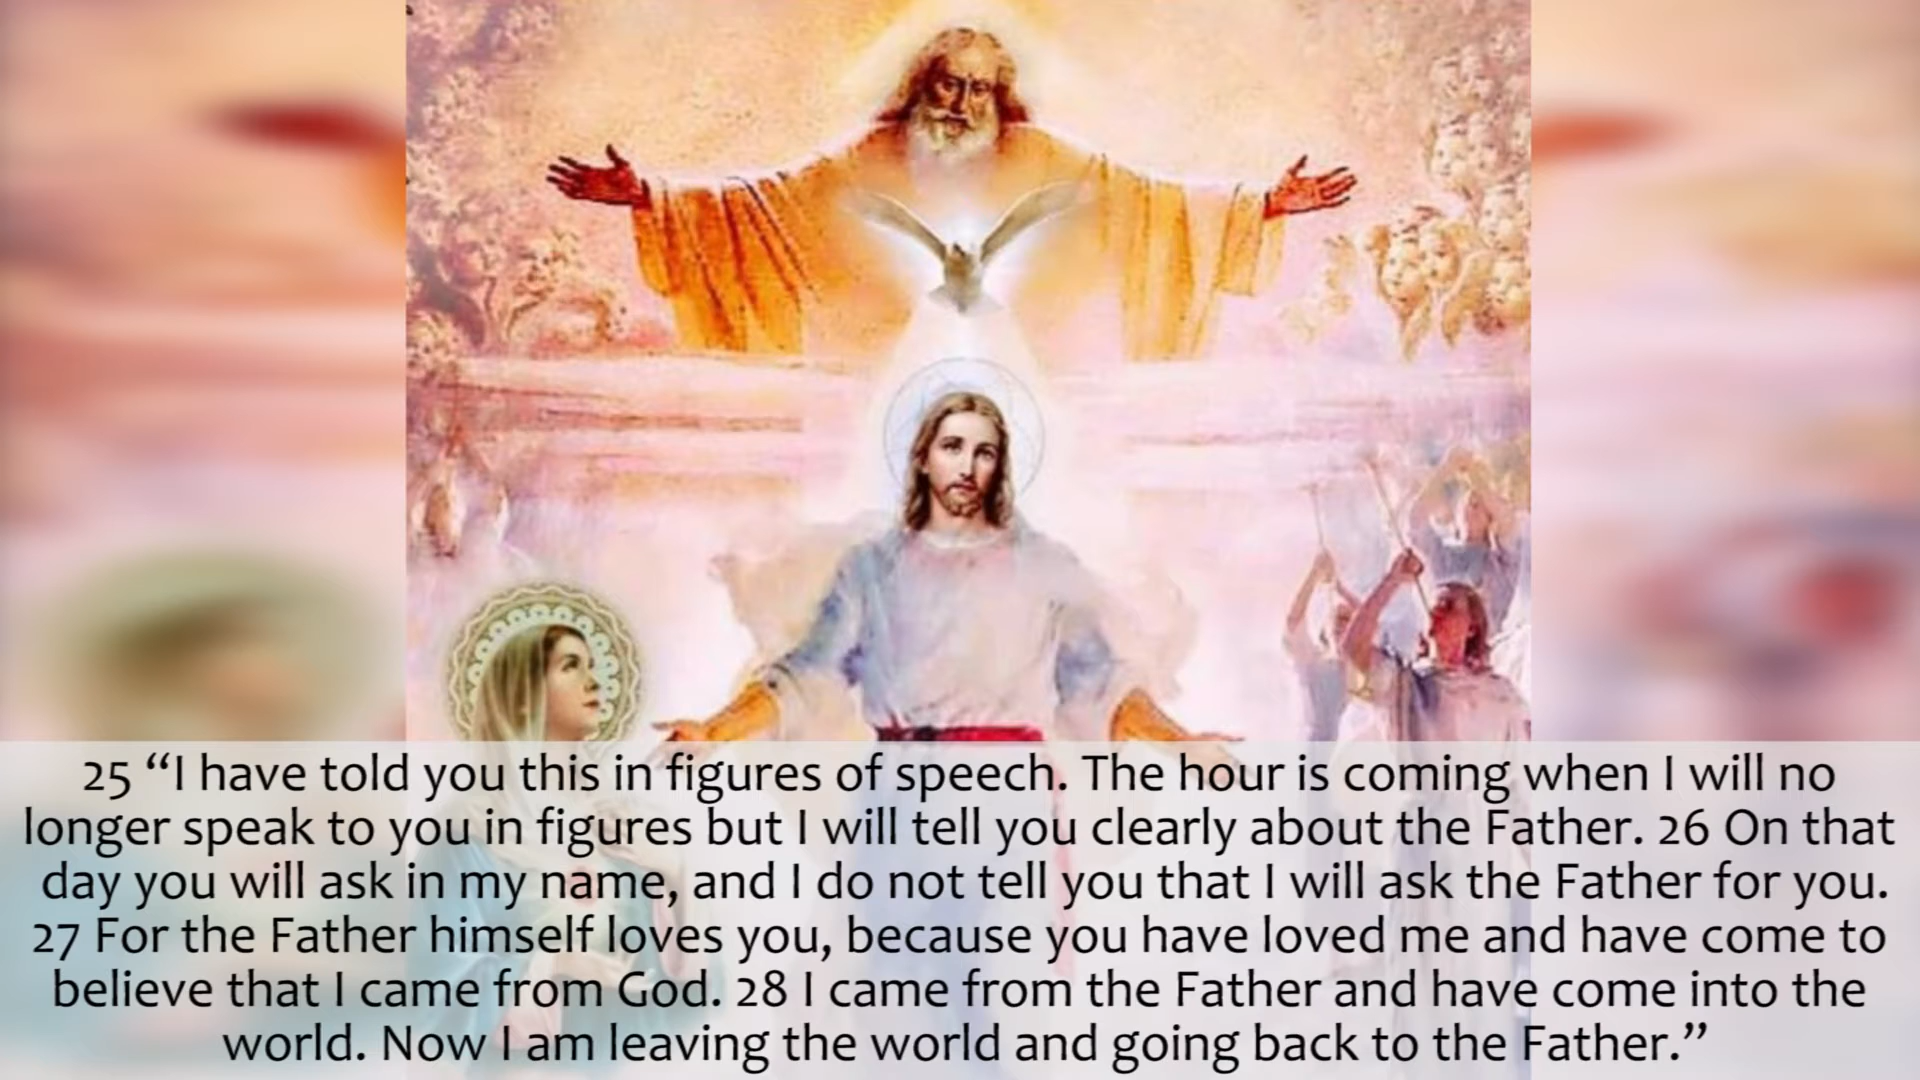 25 “I have told you this in figures of speech. The hour is coming when I will no
longer speak to you in figures but I will tell you clearly about the Father. 26 On that
day you will ask in my name, and I do not tell you that I will ask the Father for you.
27 For the Father himself loves you, because you have loved me and have come to
believe that I came from God. 28 I came from the Father and have come into the
world. Now I am leaving the world and going back to the Father.”